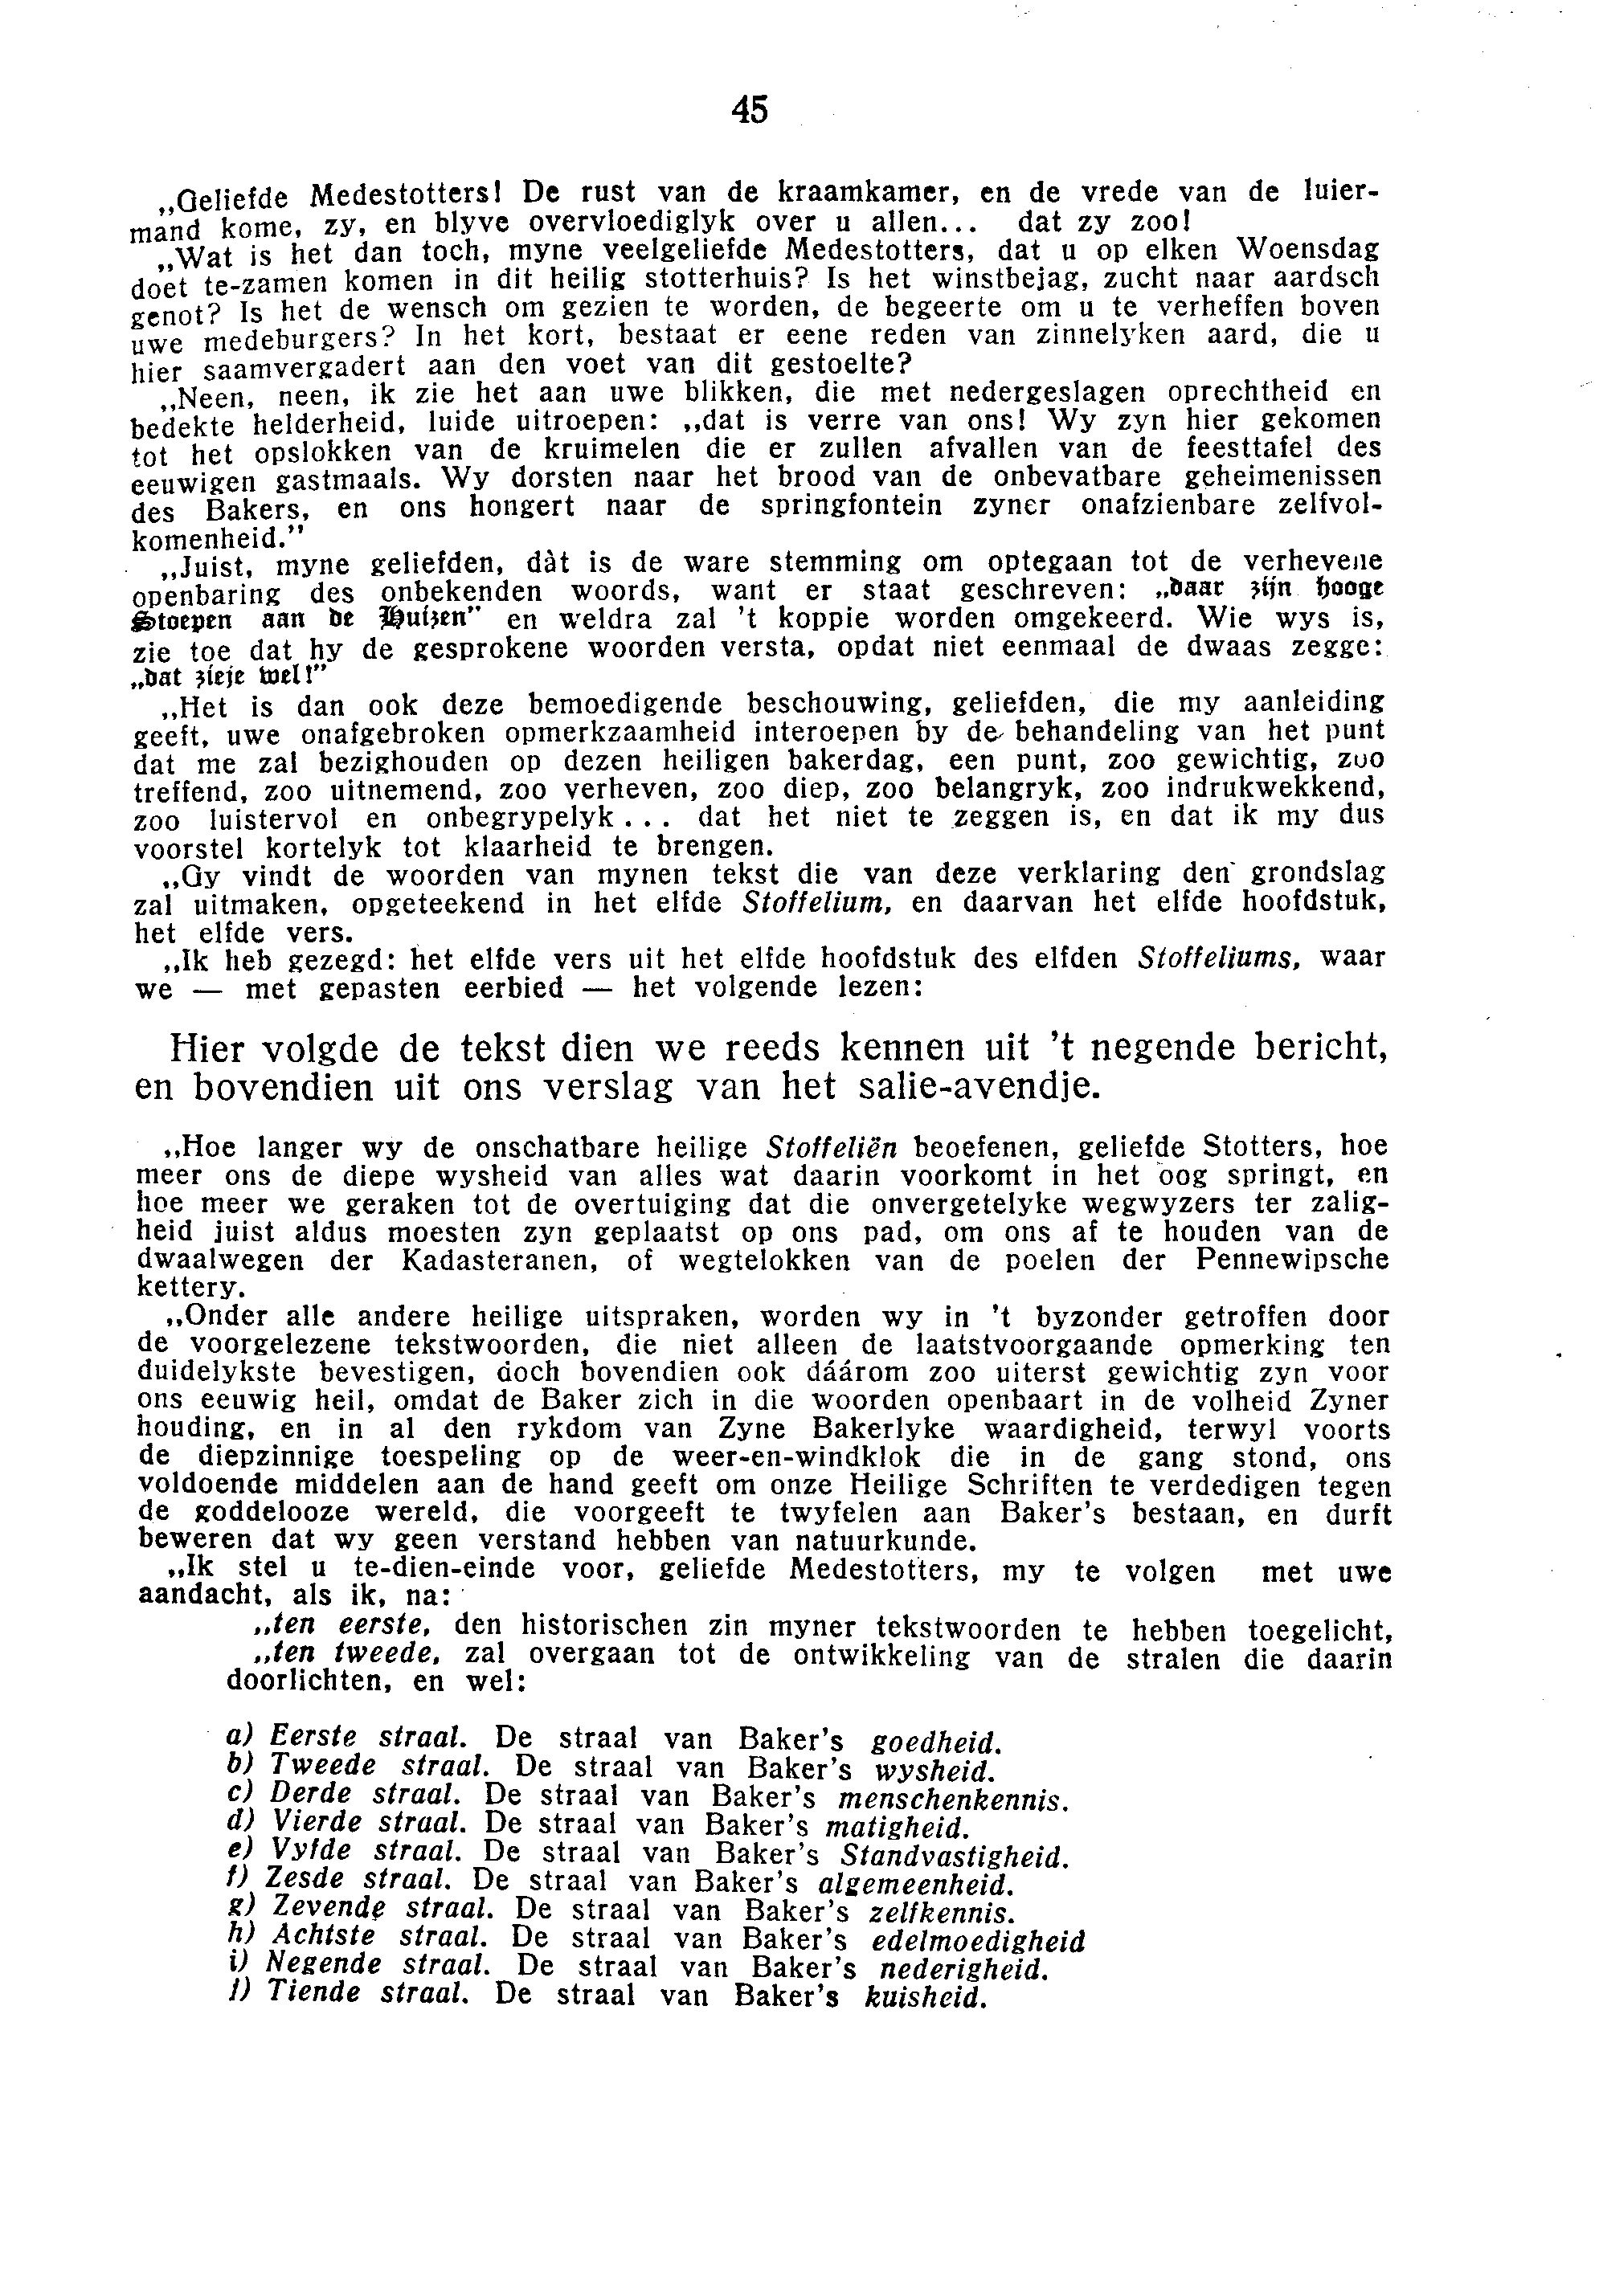 45
„Geliefde Medestotters! De rust van de kraamkamer, en de vrede van de luier-
mand kome, zy, en blyve overvloediglyk over u allen... dat zy zoo!
„Wat is het dan toch, myne veelgeliefde Medestotters, dat u op elken Woensdag
doet te-zamen komen in dit heilig stotterhuis? Is het winstbejag, zucht naar aardsch
genot? Is het de wensch om gezien te worden, de begeerte om u te verheffen boven
uwe medeburgers? In het kort, bestaat er eene reden van zinnelyken aard, die u
hier saamvergadert aan den voet van dit gestoelte?
„Neen, neen, ik zie het aan uwe blikken, die met nedergeslagen oprechtheid en
bedekte helderheid, luide uitroepen: „dat is verre van ons! Wy zyn hier gekomen
tot het opslokken van de kruimelen die er zullen afvallen van de feesttafel des
eeuwigen gastmaals. Wy dorsten naar het brood van de onbevatbare geheimenissen
des Bakers, en ons hongert naar de springfontein zyner onafzienbare zelfvol-
komenheid.”
„Juist, myne geliefden, dàt is de ware stemming om optegaan tot de verhevene
openbaring des onbekenden woords, want er staat geschreven: „daar zijn hooge
Stoepen aan de Huizen” en weldra zal 't koppie worden omgekeerd. Wie wys is,
zie toe dat hy de gesprokene woorden versta, opdat niet eenmaal de dwaas zegge:
„dat zieje wel!”
„Het is dan ook deze bemoedigende beschouwing, geliefden, die my aanleiding
geeft, uwe onafgebroken opmerkzaamheid interoepen by de behandeling van het punt
dat me zal bezighouden op dezen heiligen bakerdag, een punt, zoo gewichtig, zoo
treffend, zoo uitnemend, zoo verheven, zoo diep, zoo belangryk, zoo indrukwekkend,
zoo luistervol en onbegrypelyk... dat het niet te zeggen is, en dat ik my dus
voorstel kortelyk tot klaarheid te brengen.
„Gy vindt de woorden van mynen tekst die van deze verklaring den grondslag
zal uitmaken, opgeteekend in het elfde Stoffelium, en daarvan het elfde hoofdstuk,
het elfde vers.
„Ik heb gezegd: het elfde vers uit het elfde hoofdstuk des elfden Stoffeliums, waar
we — met gepasten eerbied — het volgende lezen:
Hier volgde de tekst dien we reeds kennen uit 't negende bericht,
en bovendien uit ons verslag van het salie-avendje.
„Hoe langer wy de onschatbare heilige Stoffeliën beoefenen, geliefde Stotters, hoe
meer ons de diepe wysheid van alles wat daarin voorkomt in het oog springt, en
hoe meer we geraken tot de overtuiging dat die onvergetelyke wegwyzers ter zalig-
heid juist aldus moesten zyn geplaatst op ons pad, om ons af te houden van de
dwaalwegen der Kadasteranen, of wegtelokken van de poelen der Pennewipsche
kettery.
„Onder alle andere heilige uitspraken, worden wy in 't byzonder getroffen door
de voorgelezene tekstwoorden, die niet alleen de laatstvoorgaande opmerking ten
duidelykste bevestigen, doch bovendien ook dáárom zoo uiterst gewichtig zyn voor
ons eeuwig heil, omdat de Baker zich in die woorden openbaart in de volheid Zyner
houding, en in al den rykdom van Zyne Bakerlyke waardigheid, terwyl voorts
de diepzinnige toespeling op de weer-en-windklok die in de gang stond, ons
voldoende middelen aan de hand geeft om onze Heilige Schriften te verdedigen tegen
de goddelooze wereld, die voorgeeft te twyfelen aan Baker's bestaan, en durft
beweren dat wy geen verstand hebben van natuurkunde.
„Ik stel u te-dien-einde voor, geliefde Medestotters, my te volgen met uwe
aandacht, als ik, na:
„ten eerste, den historischen zin myner tekstwoorden te hebben toegelicht,
„ten tweede, zal overgaan tot de ontwikkeling van de stralen die daarin
doorlichten, en wel:
a) Eerste straal. De straal van Baker's goedheid.
b) Tweede straal. De straal van Baker's wysheid.
c) Derde straal. De straal van Baker's menschenkennis.
d) Vierde straal. De straal van Baker's matigheid.
e) Vyfde straal. De straal van Baker's Standvastigheid.
f) Zesde straal. De straal van Baker's algemeenheid.
g) Zevende straal. De straal van Baker's zelfkennis.
h) Achtste straal. De straal van Baker's edelmoedigheid
i) Negende straal. De straal van Baker's nederigheid.
j) Tiende straal. De straal van Baker's kuisheid.